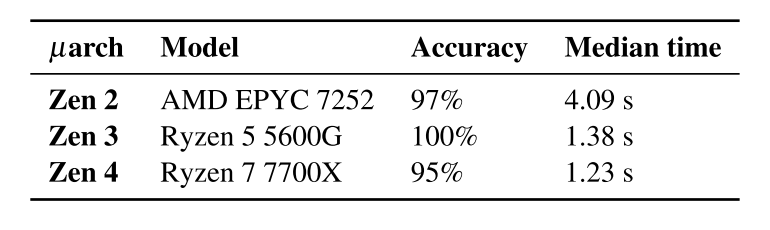 µarch Model Accuracy Median time
Zen 2 AMD EPYC 7252 97% 4.09 s
Zen 3 Ryzen 5 5600G 100% 1.38 s
Zen 4 Ryzen 7 7700X 95% 1.23 s